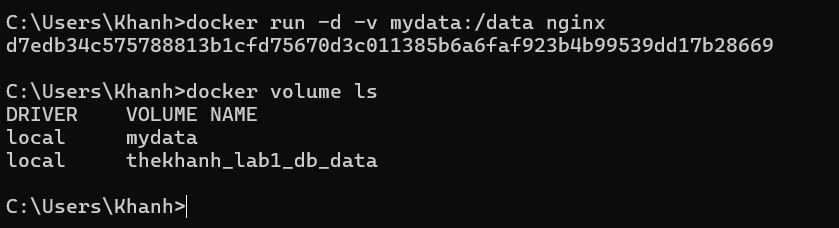 C:\Users\Khanh>docker run -d -v mydata:/data nginx
d7edb34c575788813b1cfd75670d3c011385b6a6faf923b4b99539dd17b28669
C:\Users\Khanh>docker volume ls
DRIVER    VOLUME NAME
local     mydata
local     thekhanh_lab1_db_data
C:\Users\Khanh>